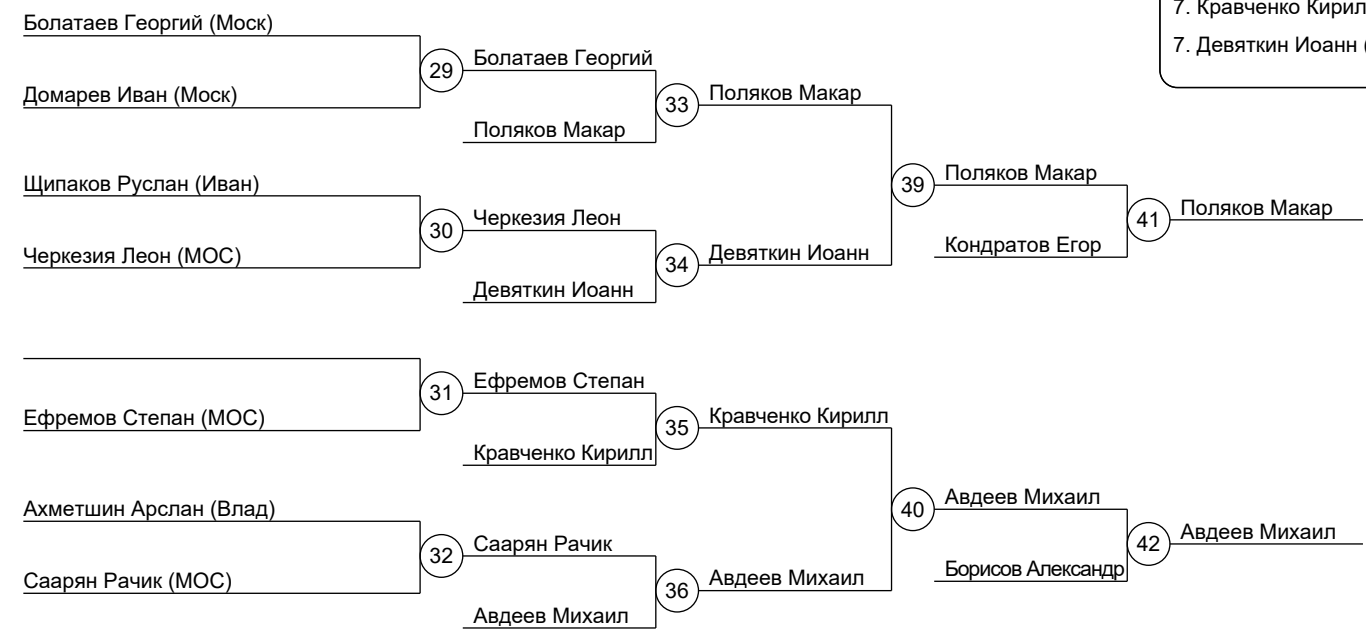 7. Кравченко Кирил
Болатаев Георгий (Моск)
7. Девяткин Иоанн (
29
Болатаев Георгий
Домарев Иван (Моск)
33
Поляков Макар
Поляков Макар
Щипаков Руслан (Иван)
39
Поляков Макар
30
Черкезия Леон
41
Поляков Макар
Черкезия Леон (МОС)
34
Девяткин Иоанн
Кондратов Егор
Девяткин Иоанн
31
Ефремов Степан
Ефремов Степан (МОС)
35
Кравченко Кирилл
Кравченко Кирилл
Ахметшин Арслан (Влад)
40
Авдеев Михаил
32
Саарян Рачик
42
Авдеев Михаил
Саарян Рачик (МОС)
36
Авдеев Михаил
Борисов Александр
Авдеев Михаил